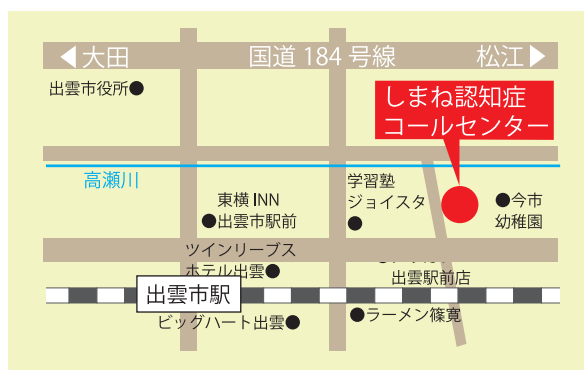 大田
国道 184 号線
松江
出雲市役所
しまね認知症
コールセンター
高瀬川
学習塾
ジョイスタ
東横 INN
出雲市駅前
今市
幼稚園
ツインリーブス
ホテル出雲
出雲駅前店
出雲市駅
ビッグハート出雲
ラーメン篠寛